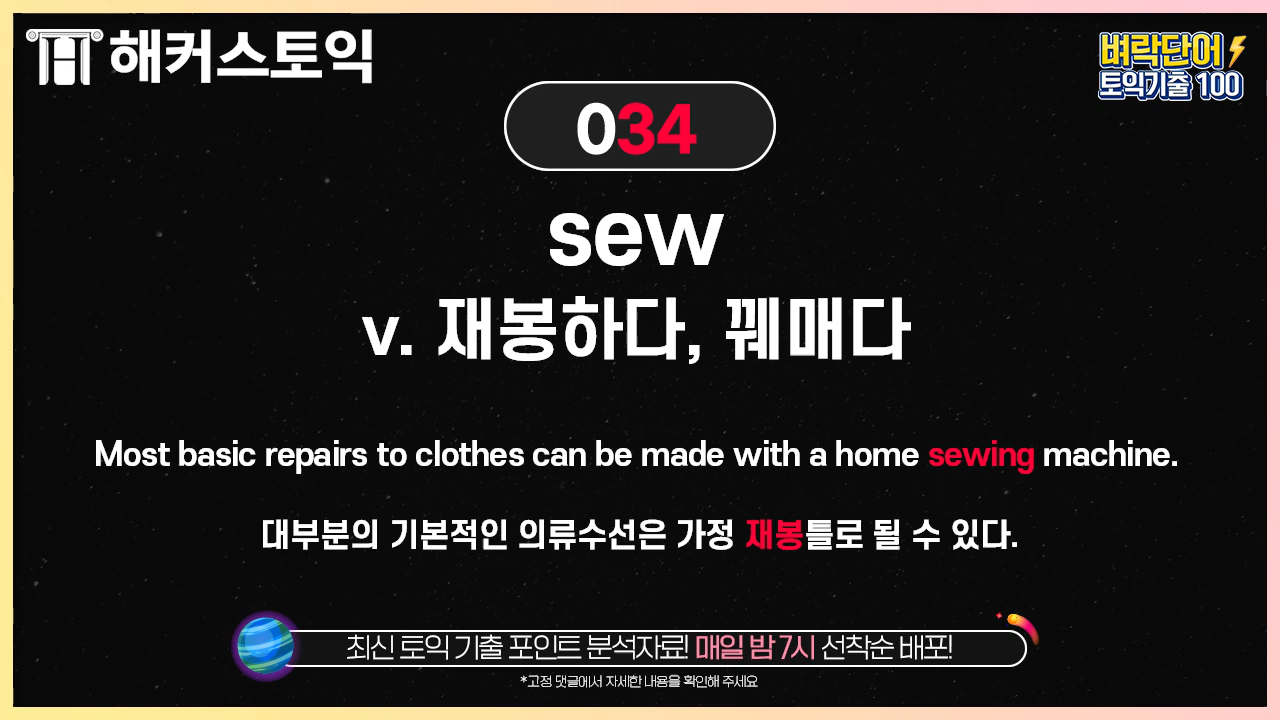 해커스토익
벼락단어
토익기출 100
034
sew
v. 재봉하다, 꿰매다
Most basic repairs to clothes can be made with a home sewing machine.
대부분의 기본적인 의류수선은 가정 재봉틀로 될 수 있다.
최신 토익 기출 포인트 분석자료! 매일 밤 7시 선착순 배포!
*고정 댓글에서 자세한 내용을 확인해 주세요